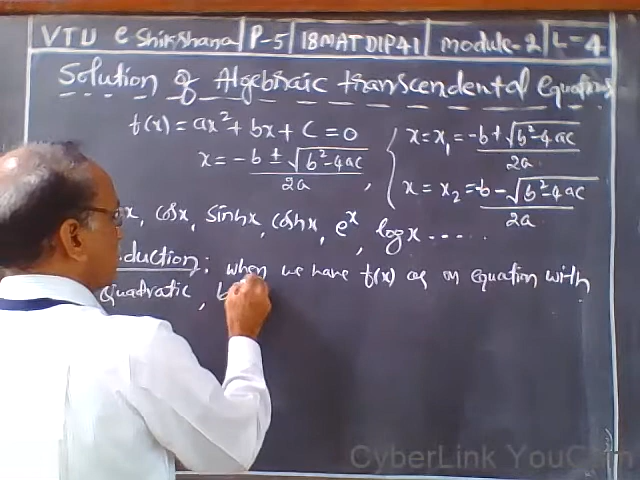 VTU e Shikshana | P-5 | 18MATDIP41 | module-2 | L-4
Solution of Algebraic transcendental equations
f(x) = ax² + bx + c = 0
x = -b ± √(b²-4ac) / 2a ,
x = x₁ = -b + √(b²-4ac) / 2a
x = x₂ = -b - √(b²-4ac) / 2a
x, cosx, sinhx, coshx, eˣ, logx .....
duction: when we have f(x) as an equation with
quadratic, b
CyberLink YouCam